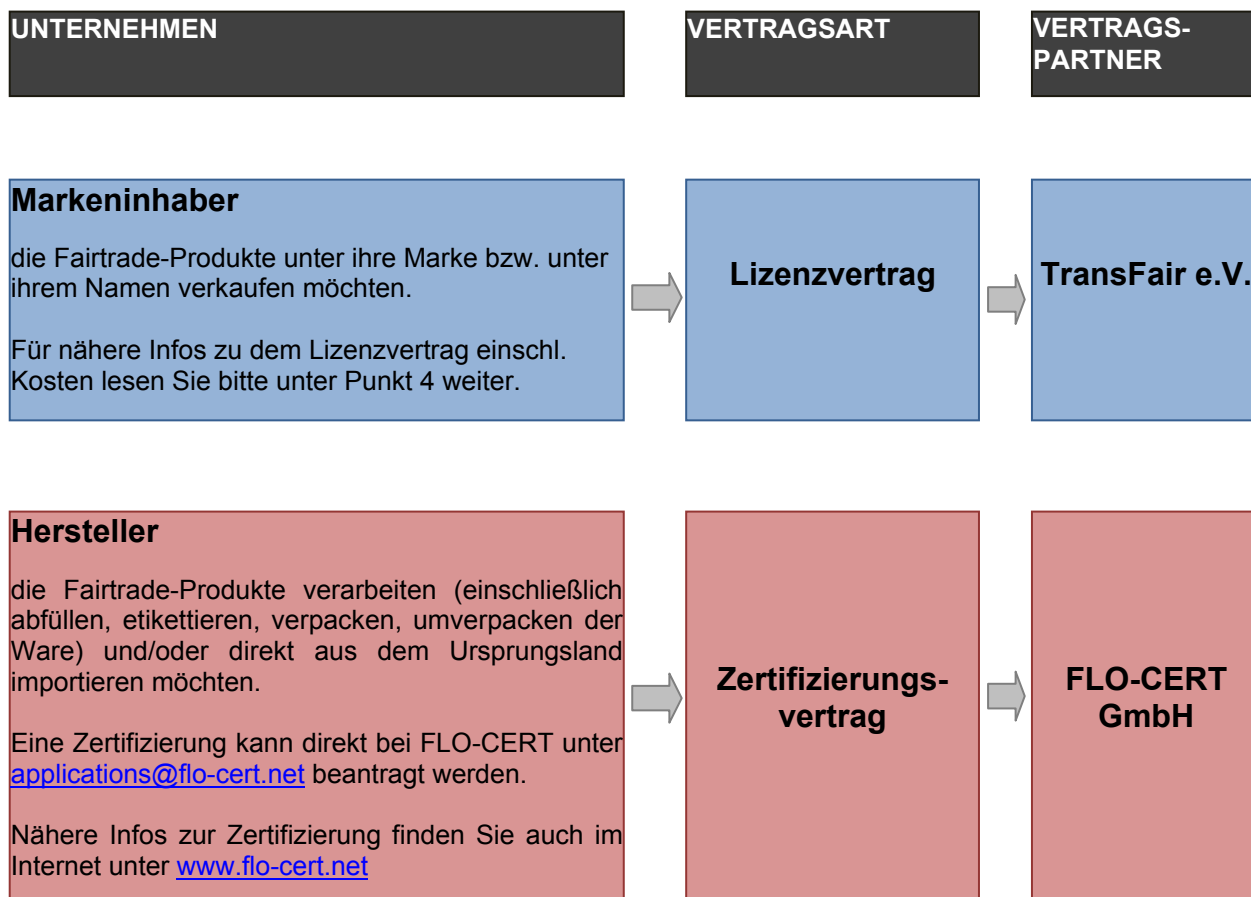 UNTERNEHMEN
VERTRAGSART
VERTRAGS-
PARTNER
Markeninhaber
die Fairtrade-Produkte unter ihre Marke bzw. unter
ihrem Namen verkaufen möchten.
Für nähere Infos zu dem Lizenzvertrag einschl.
Kosten lesen Sie bitte unter Punkt 4 weiter.
Lizenzvertrag
TransFair e.V.
Hersteller
die Fairtrade-Produkte verarbeiten (einschließlich
abfüllen, etikettieren, verpacken, umverpacken der
Ware) und/oder direkt aus dem Ursprungsland
importieren möchten.
Eine Zertifizierung kann direkt bei FLO-CERT unter
applications@flo-cert.net beantragt werden.
Nähere Infos zur Zertifizierung finden Sie auch im
Internet unter www.flo-cert.net
Zertifizierungs-
vertrag
FLO-CERT
GmbH